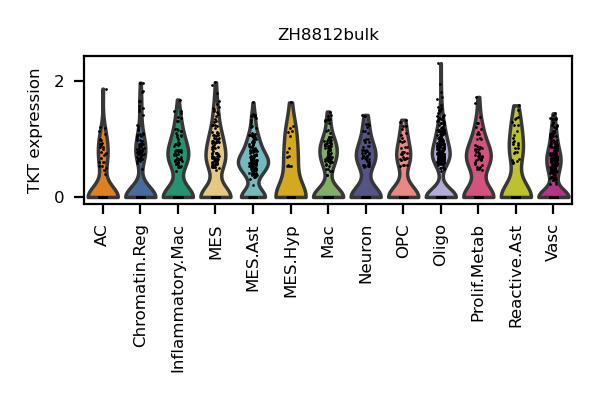 ZH8812bulk
TKT expression
2
0
AC
Chromatin.Reg
Inflammatory.Mac
MES
MES.Ast
MES.Hyp
Mac
Neuron
OPC
Oligo
Prolif.Metab
Reactive.Ast
Vasc